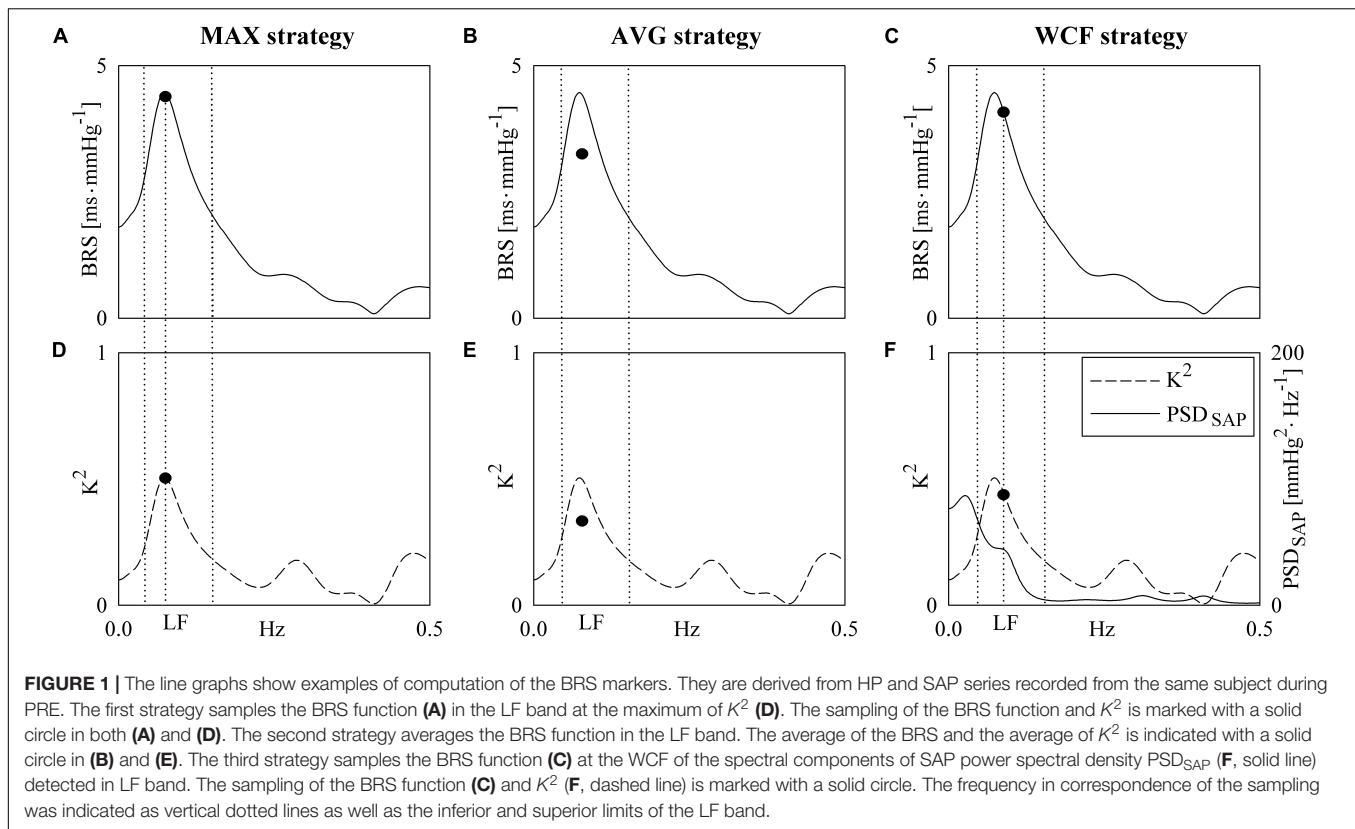 A MAX strategy
B AVG strategy
C WCF strategy
5
BRS [ms·mmHg⁻¹]
0
5
BRS [ms·mmHg⁻¹]
0
5
BRS [ms·mmHg⁻¹[
0
D
1
K²
0
0.0 LF Hz 0.5
E
1
K²
0
0.0 LF Hz 0.5
F
1
K²
0
K²
PSD SAP
200
PSD SAP [mmHg²·Hz⁻¹]
0
0.0 LF Hz 0.5
FIGURE 1 | The line graphs show examples of computation of the BRS markers. They are derived from HP and SAP series recorded from the same subject during
PRE. The first strategy samples the BRS function (A) in the LF band at the maximum of K² (D). The sampling of the BRS function and K² is marked with a solid
circle in both (A) and (D). The second strategy averages the BRS function in the LF band. The average of the BRS and the average of K² is indicated with a solid
circle in (B) and (E). The third strategy samples the BRS function (C) at the WCF of the spectral components of SAP power spectral density PSD SAP (F, solid line)
detected in LF band. The sampling of the BRS function (C) and K² (F, dashed line) is marked with a solid circle. The frequency in correspondence of the sampling
was indicated as vertical dotted lines as well as the inferior and superior limits of the LF band.